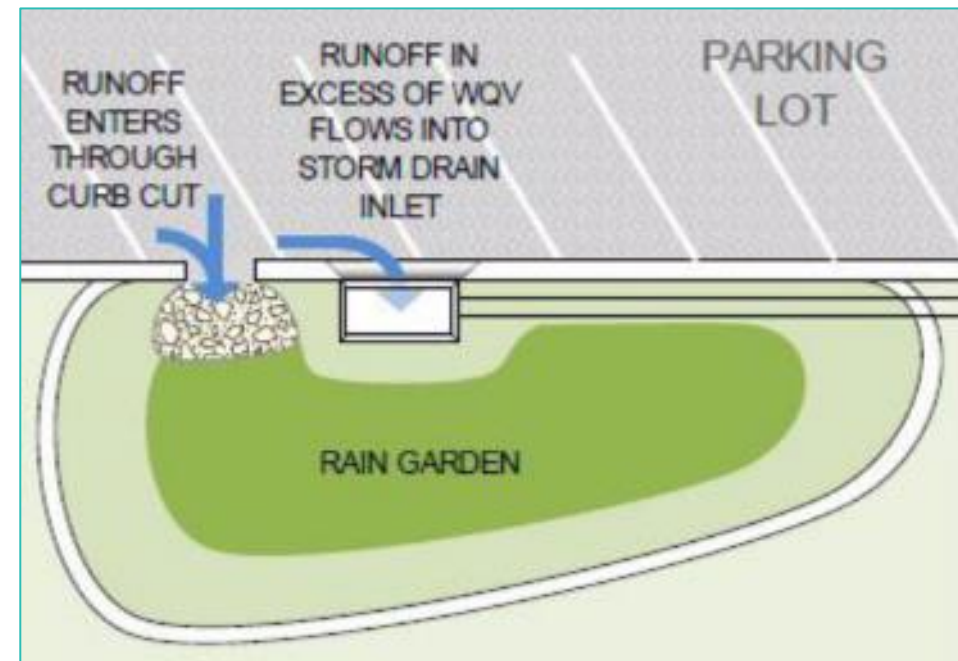 RUNOFF
ENTERS
THROUGH
CURB CUT
RUNOFF IN
EXCESS OF WQV
FLOWS INTO
STORM DRAIN
INLET
PARKING
LOT
RAIN GARDEN